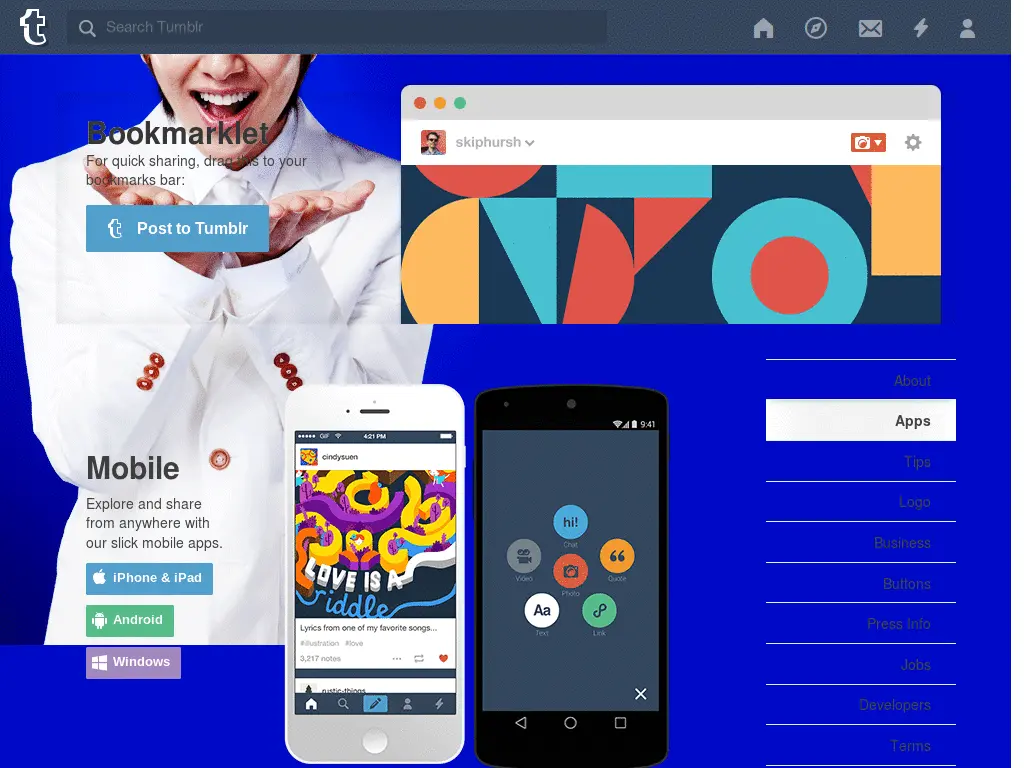 t
Search Tumblr
Bookmarklet
For quick sharing, drag this to your
bookmarks bar:
Post to Tumblr
skiphursh
About
Apps
Tips
Logo
Business
Buttons
Press Info
Jobs
Developers
Terms
Mobile
Explore and share
from anywhere with
our slick mobile apps.
iPhone & iPad
Android
Windows
GIF
4:21 PM
cindysuen
LOVE IS A
riddle
Lyrics from one of my favorite songs...
#illustration #love
3,217 notes
rustic-things
9:41
hi!
Chat
Video
Quote
Photo
Aa
Text
Link